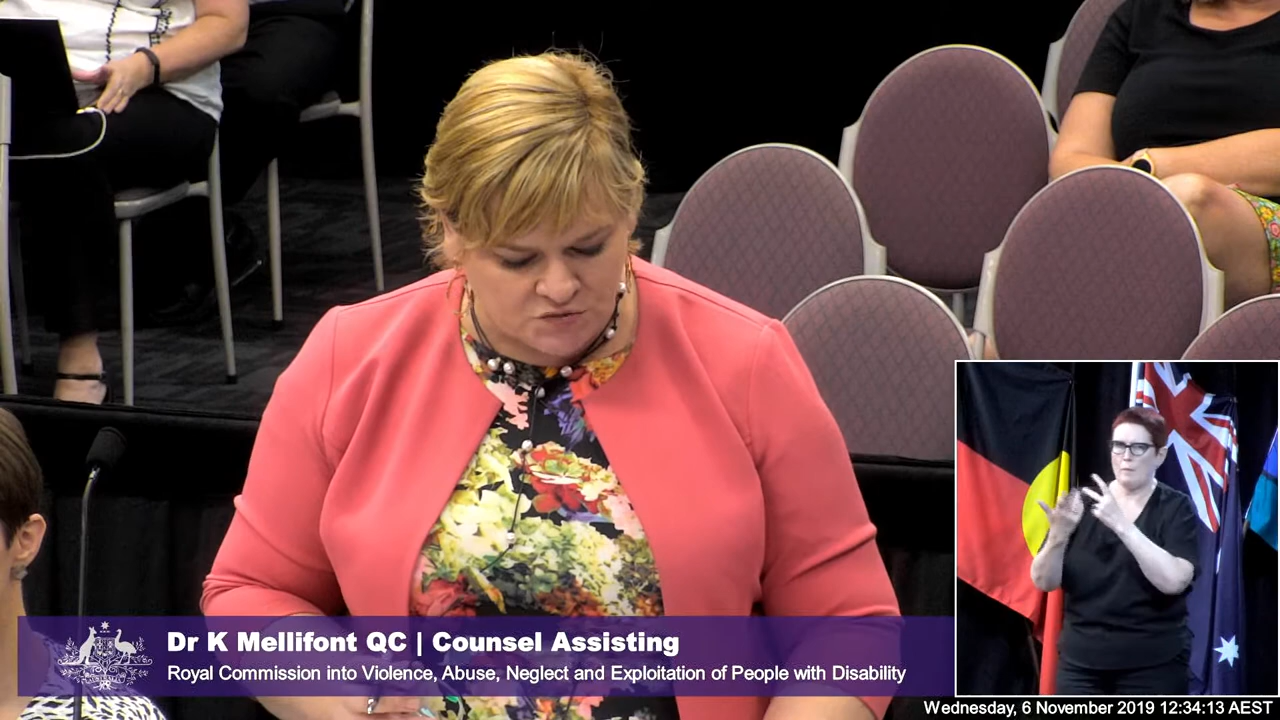 Dr K Mellifont QC | Counsel Assisting
Royal Commission into Violence, Abuse, Neglect and Exploitation of People with Disability
Wednesday, 6 November 2019 12:34:13 AEST